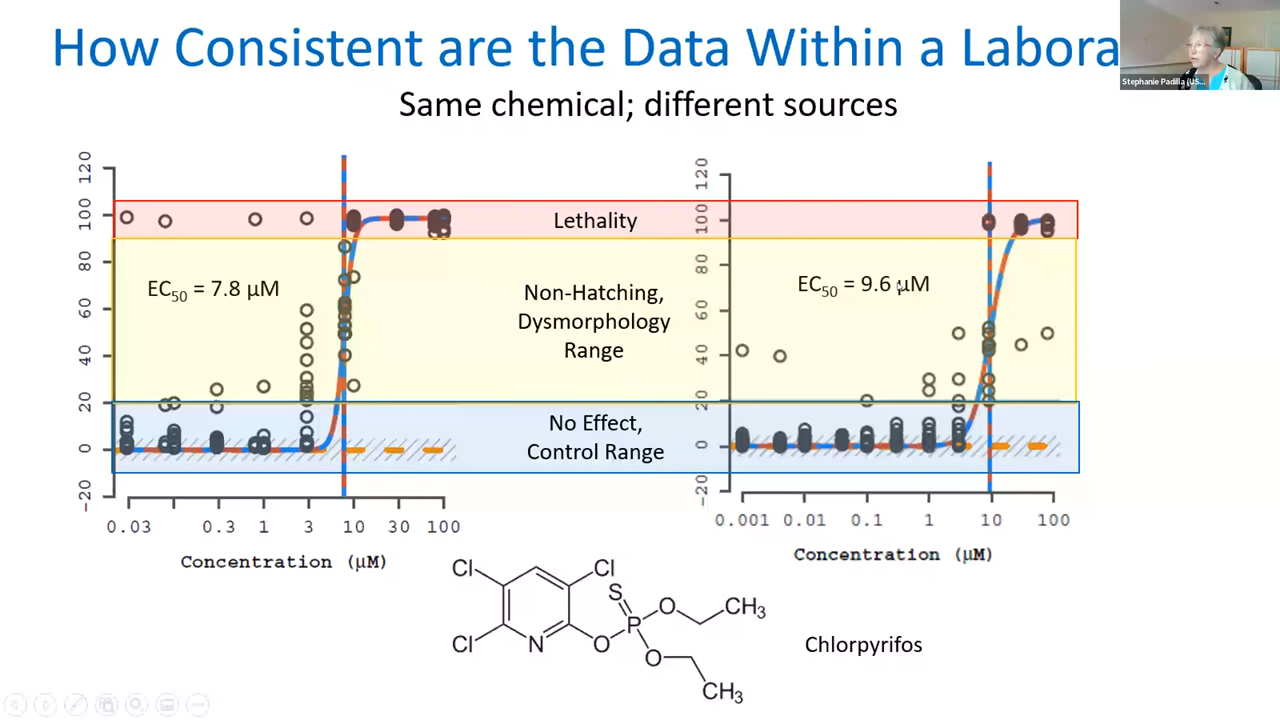 How Consistent are the Data Within a Labora
Stephanie Padilla (US...
Same chemical; different sources
120
100
80
60
40
20
0
-20
EC50 = 7.8 µM
0.03
0.3
1
3
10
30
100
Concentration (µM)
Lethality
Non-Hatching,
Dysmorphology
Range
No Effect,
Control Range
120
100
80
60
40
20
0
-20
EC50 = 9.6 µM
0.001
0.01
0.1
1
10
100
Concentration (µM)
Cl
Cl
Cl
N
O
S
P
O
CH3
O
CH3
Chlorpyrifos